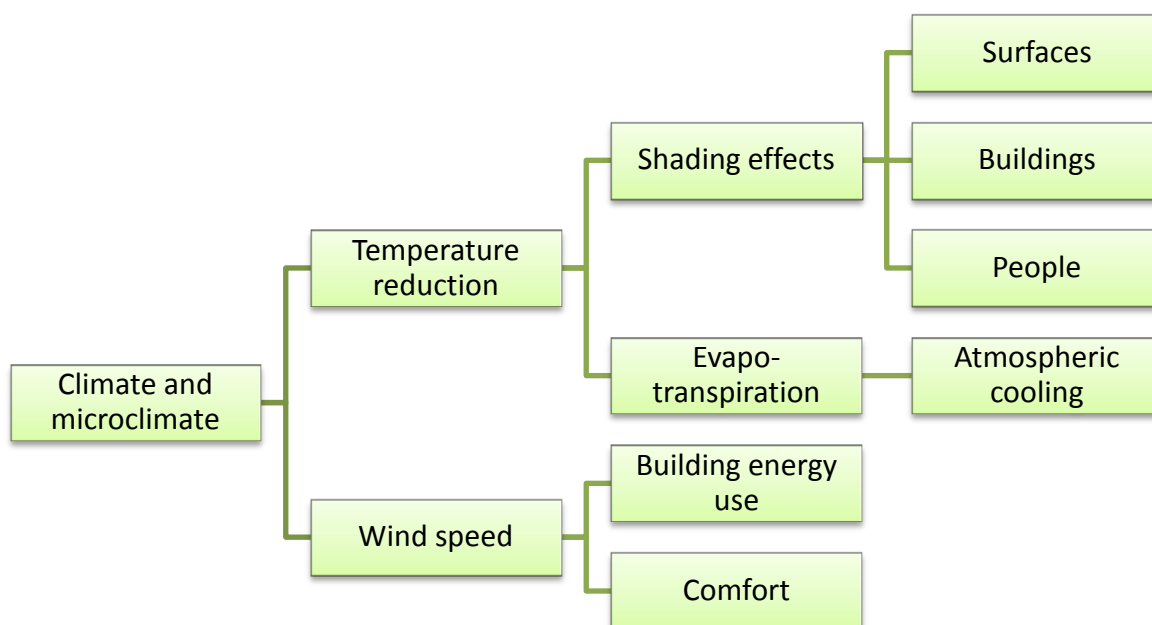 Surfaces
Shading effects
Buildings
Temperature
reduction
People
Evapo-
transpiration
Atmospheric
cooling
Climate and
microclimate
Building energy
use
Wind speed
Comfort